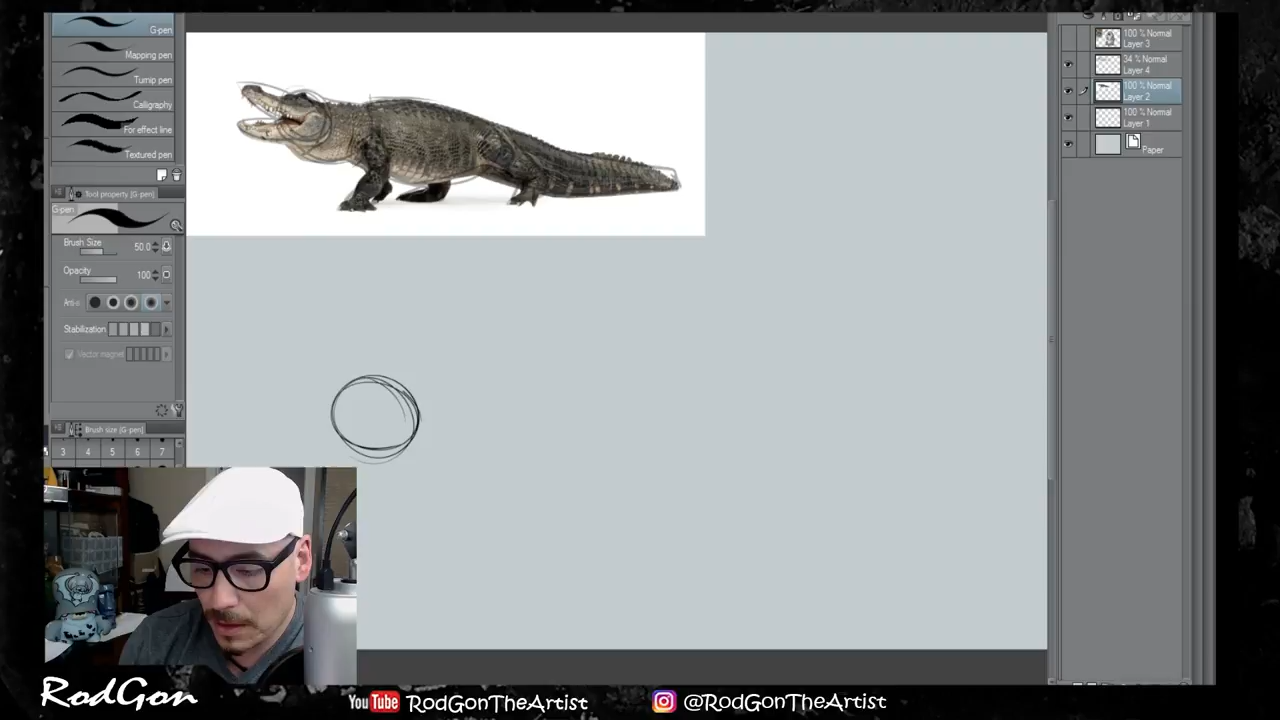 G-pen
Mapping pen
Turnip pen
Calligraphy
For effect line
Textured pen
Tool property [G-pen]
G-pen
Brush Size 50.0
Opacity 100
Stabilization
Vector magnet
Brush size [G-pen]
3 4 5 6 7
100 % Normal
Layer 3
34 % Normal
Layer 4
100 % Normal
Layer 2
100 % Normal
Layer 1
Paper
RodGon
YouTube RodGonTheArtist
@RodGonTheArtist